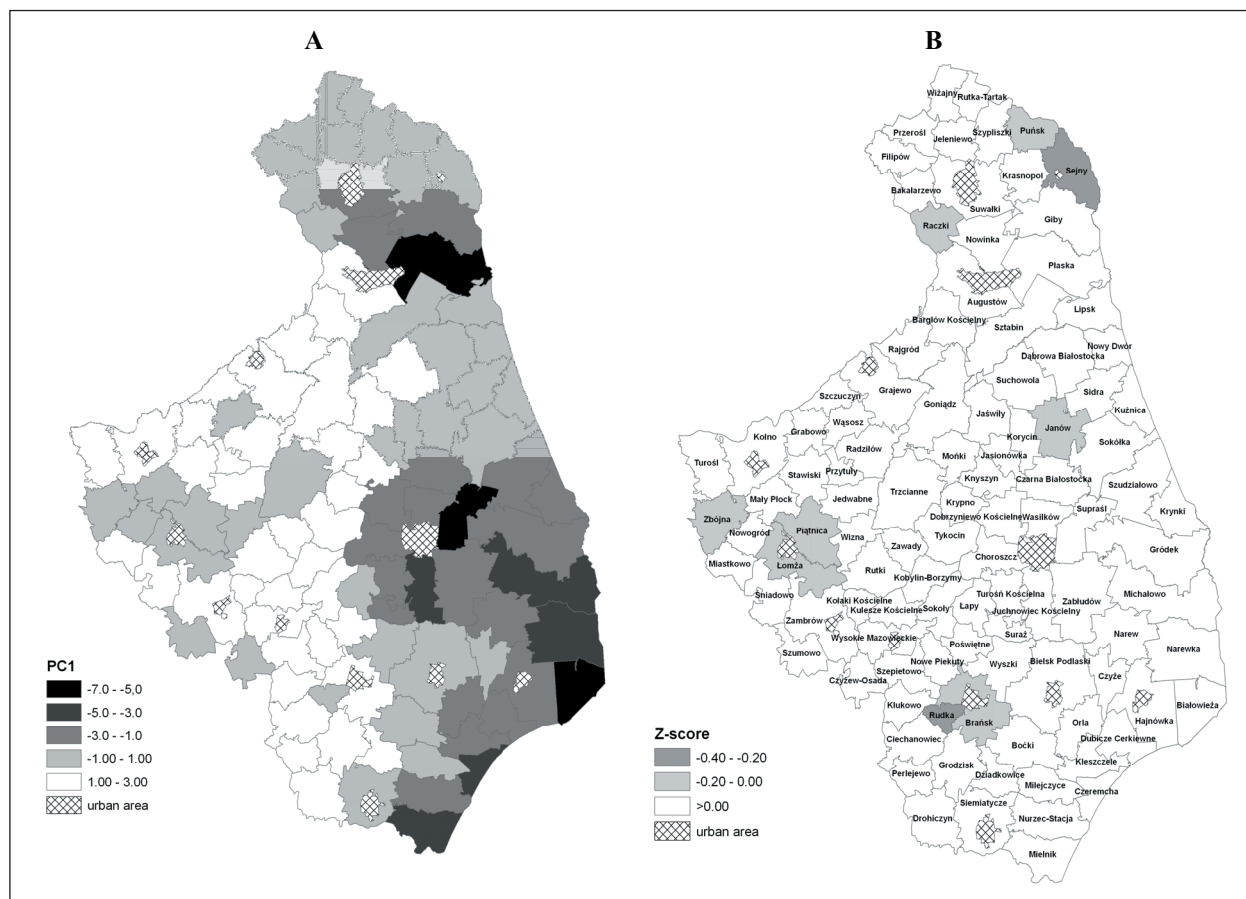 A
B
PC1
-7.0 - -5,0
-5.0 - -3.0
-3.0 - -1.0
-1.00 - 1.00
1.00 - 3.00
urban area
Wiżajny
Rutka-Tartak
Przerośl
Jeleniewo
Szypliszki
Puńsk
Filipów
Krasnopol
Sejny
Bakałarzewo
Suwałki
Raczki
Giby
Nowinka
Płaska
Augustów
Lipsk
Bargłów Kościelny
Sztabin
Nowy Dwór
Rajgród
Dąbrowa Białostocka
Suchowola
Grajewo
Sidra
Szczuczyn
Goniądz
Jaświły
Janów
Kuźnica
Wąsosz
Kolno
Grabowo
Korycin
Sokółka
Radziłów
Turośl
Mońki
Jasionówka
Stawiski
Przytuły
Knyszyn
Czarna Białostocka
Szudziałowo
Trzcianne
Mały Płock
Jedwabne
Krypno
Supraśl
Krynki
Zbójna
Dobrzyniewo Kościelne
Wasilków
Nowogród
Piątnica
Wizna
Tykocin
Zawady
Gródek
Miastkowo
Łomża
Rutki
Choroszcz
Kobylin-Borzymy
Michałowo
Śniadowo
Kołaki Kościelne
Turośń Kościelna
Zabłudów
Kulesze Kościelne
Sokoły
Łapy
Juchnowiec Kościelny
Zambrów
Wysokie Mazowieckie
Suraż
Narew
Szumowo
Poświętne
Narewka
Nowe Piekuty
Wyszki
Bielsk Podlaski
Szepietowo
Czyże
Czyżew-Osada
Klukowo
Rudka
Brańsk
Białowieża
Orla
Hajnówka
Ciechanowiec
Boćki
Dubicze Cerkiewne
Kleszczele
Grodzisk
Perlejewo
Dziadkowice
Milejczyce
Czeremcha
Siemiatycze
Drohiczyn
Nurzec-Stacja
Mielnik
Z-score
-0.40 - -0.20
-0.20 - 0.00
>0.00
urban area